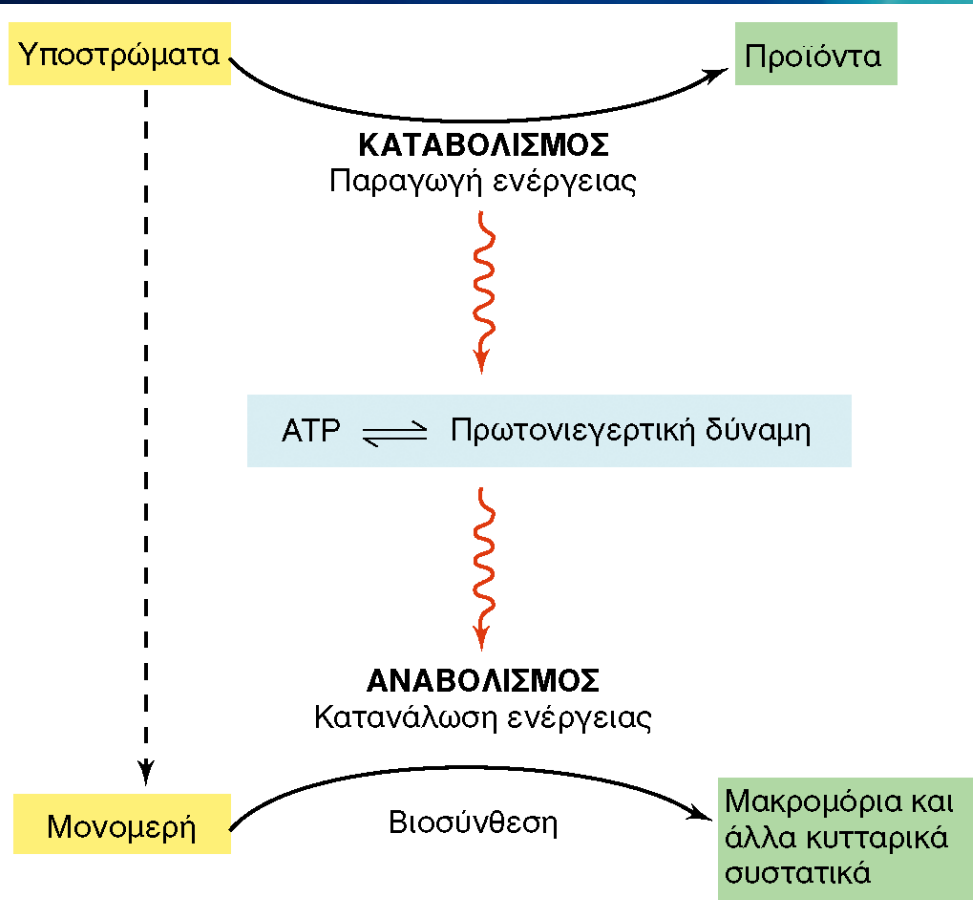 Υποστρώματα
Προϊόντα
ΚΑΤΑΒΟΛΙΣΜΟΣ
Παραγωγή ενέργειας
ATP ⇌ Πρωτονιεγερτική δύναμη
ΑΝΑΒΟΛΙΣΜΟΣ
Κατανάλωση ενέργειας
Μονομερή
Βιοσύνθεση
Μακρομόρια και
άλλα κυτταρικά
συστατικά